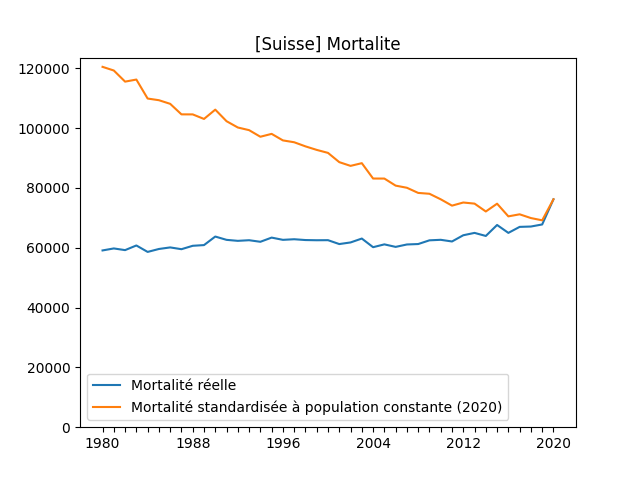 [Suisse] Mortalite
120000
100000
80000
60000
40000
20000
0
Mortalité réelle
Mortalité standardisée à population constante (2020)
1980 1988 1996 2004 2012 2020